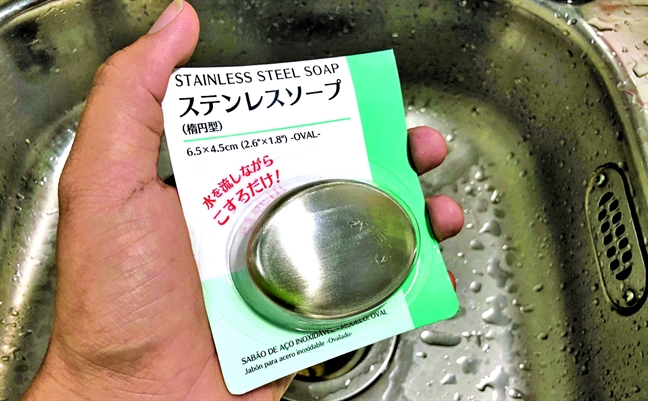 STAINLESS STEEL SOAP
ステンレスソープ
（楕円型）
6.5×4.5cm (2.6"×1.8") -OVAL-
水を流しながら
こするだけ！
SABÃO DE AÇO INOXIDÁVEL - MODELO: OVAL
Jabón para acero inoxidable -Ovalado-